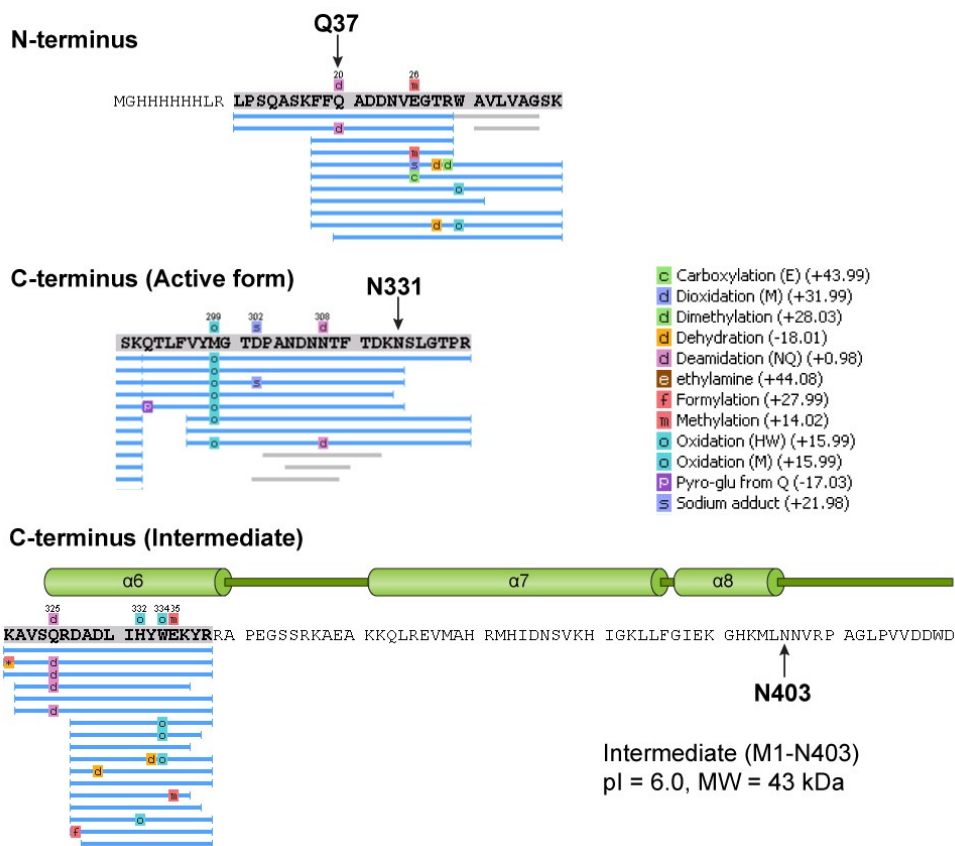 Q37
N-terminus
20 26
d m
MGHHHHHHLR LPSQASKFFQ ADDNVEGTRW AVLVAGSK
d
m
s d d
c
o
d o
C-terminus (Active form)
N331
299 302 308
o s d
SKQTLFVYMG TDPANDNNTF TDKNSLGTPR
o
o
o s
o
P o
o
o d
c Carboxylation (E) (+43.99)
d Dioxidation (M) (+31.99)
d Dimethylation (+28.03)
d Dehydration (-18.01)
d Deamidation (NQ) (+0.98)
e ethylamine (+44.08)
f Formylation (+27.99)
m Methylation (+14.02)
o Oxidation (HW) (+15.99)
o Oxidation (M) (+15.99)
P Pyro-glu from Q (-17.03)
s Sodium adduct (+21.98)
C-terminus (Intermediate)
α6 α7 α8
325 332 334 35
d o o m
KAVSQRDADL IHYWEKYRRA PEGSSRKAEA KKQLREVMAH RMHIDNSVKH IGKLLFGIEK GHKMLNNVRP AGLPVVDDWD
* d
d
d
d
o
o
d o
d
m
o
f
N403
Intermediate (M1-N403)
pI = 6.0, MW = 43 kDa